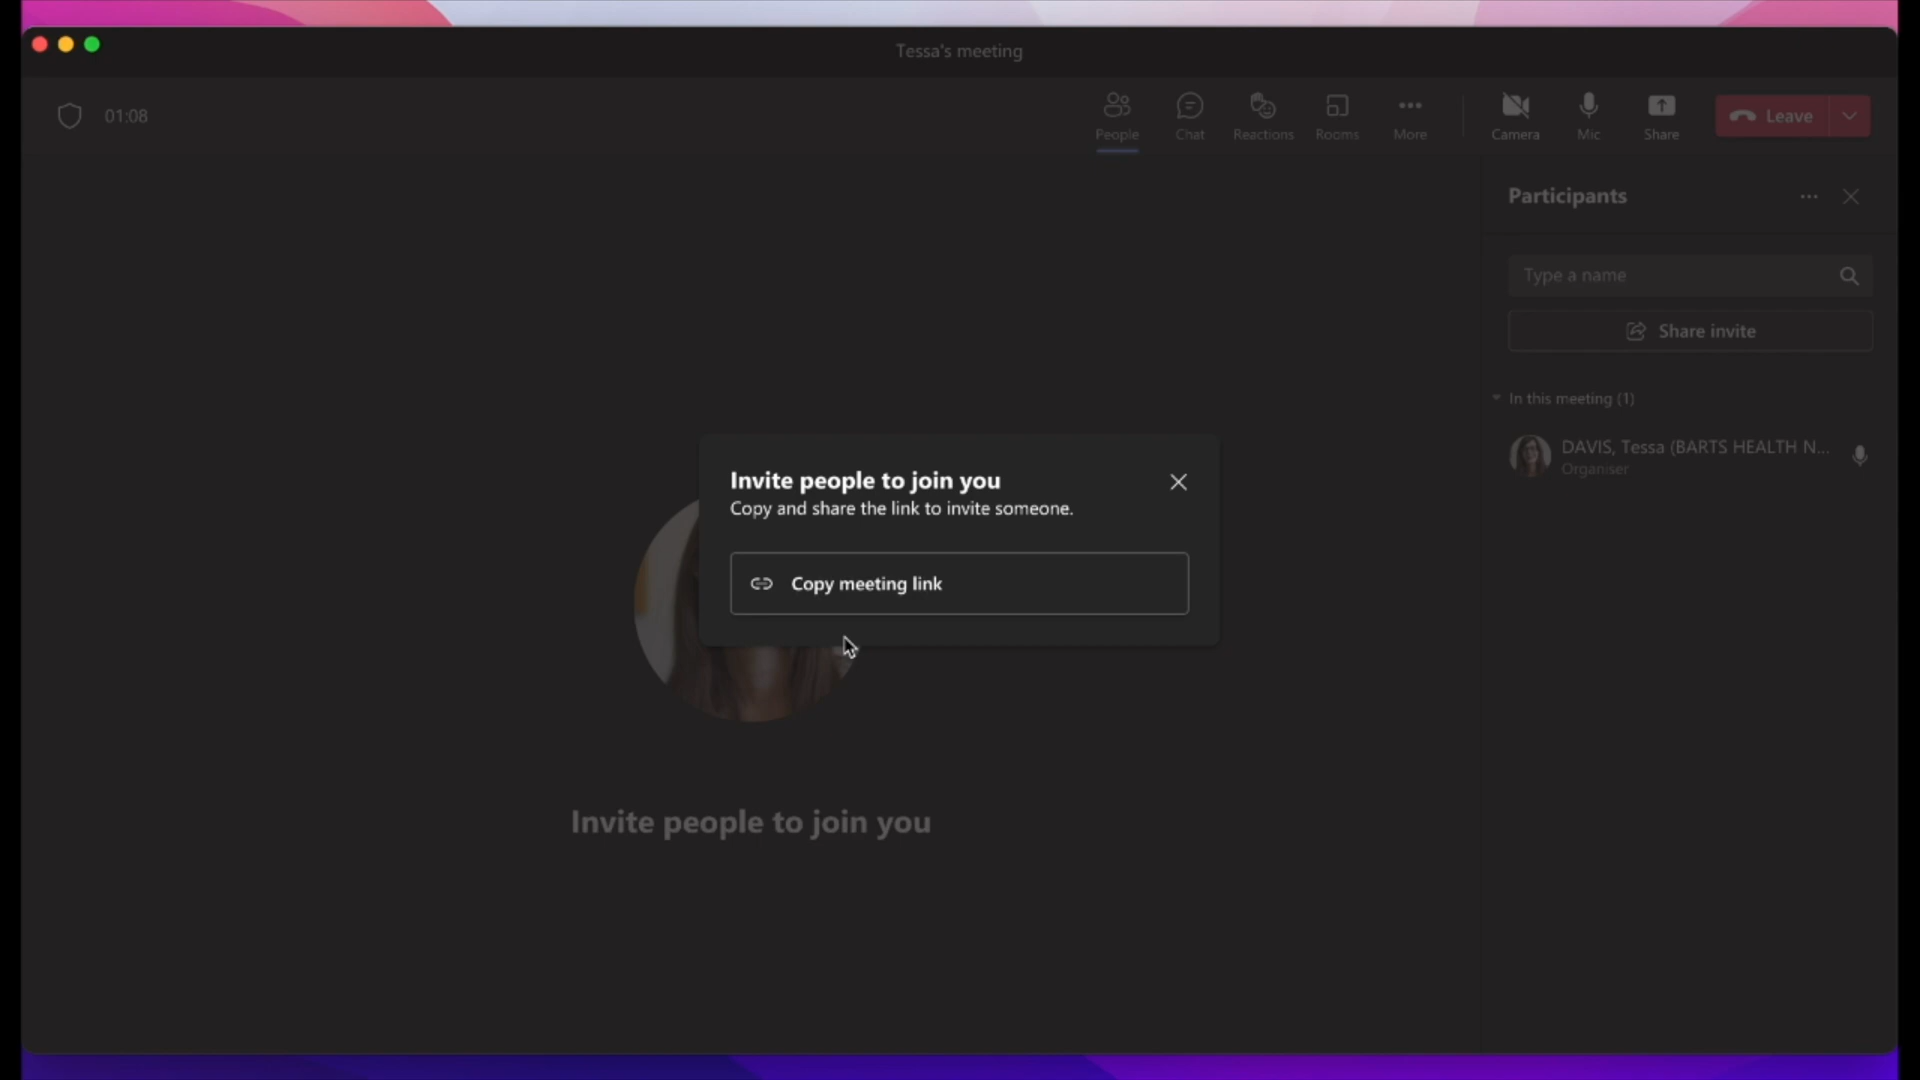 Tessa's meeting
01:08
People
Chat
Reactions
Rooms
More
Camera
Mic
Share
Leave
Participants
Type a name
Share invite
In this meeting (1)
DAVIS, Tessa (BARTS HEALTH N...
Organiser
Invite people to join you
Copy and share the link to invite someone.
Copy meeting link
Invite people to join you